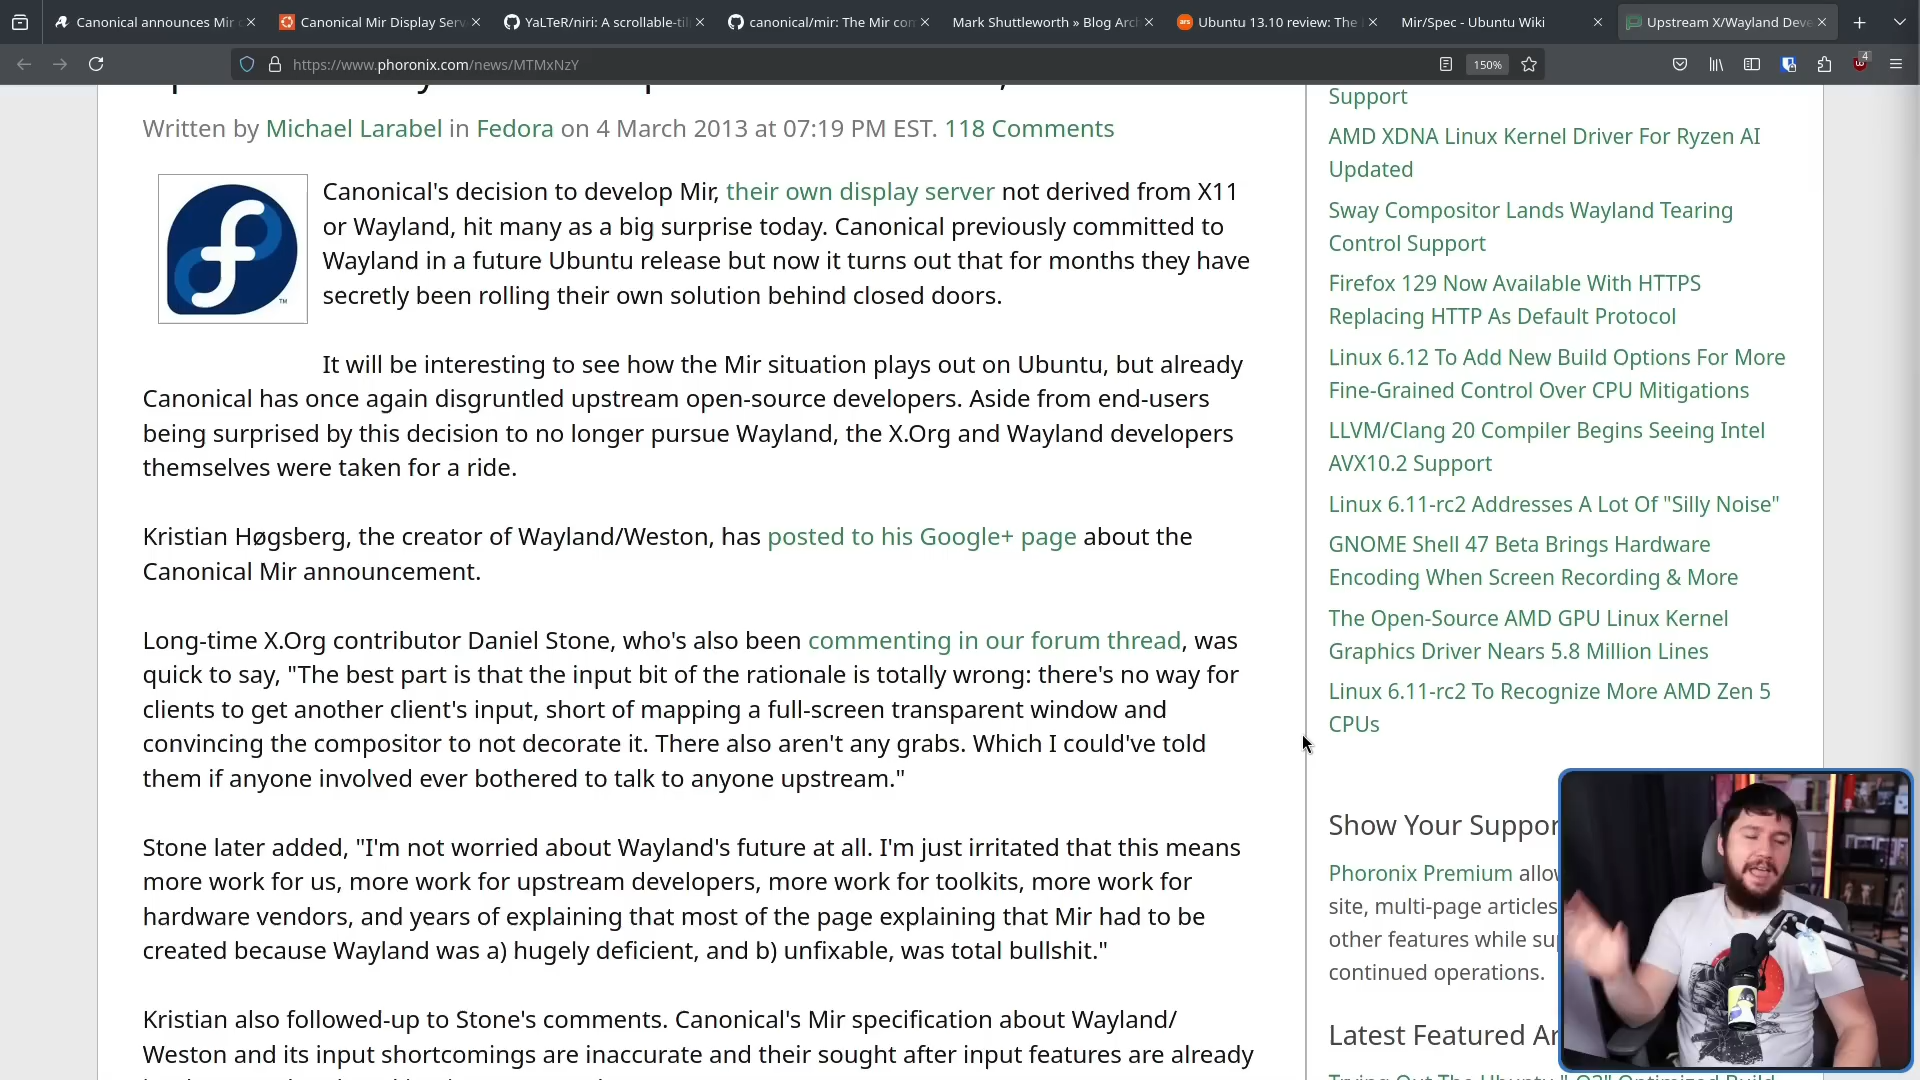 Canonical announces Mir
Canonical Mir Display Serv
YaLTeR/niri: A scrollable-til
canonical/mir: The Mir com
Mark Shuttleworth » Blog Arc
Ubuntu 13.10 review: The
Mir/Spec - Ubuntu Wiki
Upstream X/Wayland Deve
https://www.phoronix.com/news/MTMxNzY
150%
4
Written by Michael Larabel in Fedora on 4 March 2013 at 07:19 PM EST. 118 Comments
Canonical's decision to develop Mir, their own display server not derived from X11
or Wayland, hit many as a big surprise today. Canonical previously committed to
Wayland in a future Ubuntu release but now it turns out that for months they have
secretly been rolling their own solution behind closed doors.
TM
It will be interesting to see how the Mir situation plays out on Ubuntu, but already
Canonical has once again disgruntled upstream open-source developers. Aside from end-users
being surprised by this decision to no longer pursue Wayland, the X.Org and Wayland developers
themselves were taken for a ride.
Kristian Høgsberg, the creator of Wayland/Weston, has posted to his Google+ page about the
Canonical Mir announcement.
Long-time X.Org contributor Daniel Stone, who's also been commenting in our forum thread, was
quick to say, "The best part is that the input bit of the rationale is totally wrong: there's no way for
clients to get another client's input, short of mapping a full-screen transparent window and
convincing the compositor to not decorate it. There also aren't any grabs. Which I could've told
them if anyone involved ever bothered to talk to anyone upstream."
Stone later added, "I'm not worried about Wayland's future at all. I'm just irritated that this means
more work for us, more work for upstream developers, more work for toolkits, more work for
hardware vendors, and years of explaining that most of the page explaining that Mir had to be
created because Wayland was a) hugely deficient, and b) unfixable, was total bullshit."
Kristian also followed-up to Stone's comments. Canonical's Mir specification about Wayland/
Weston and its input shortcomings are inaccurate and their sought after input features are already
Support
AMD XDNA Linux Kernel Driver For Ryzen AI
Updated
Sway Compositor Lands Wayland Tearing
Control Support
Firefox 129 Now Available With HTTPS
Replacing HTTP As Default Protocol
Linux 6.12 To Add New Build Options For More
Fine-Grained Control Over CPU Mitigations
LLVM/Clang 20 Compiler Begins Seeing Intel
AVX10.2 Support
Linux 6.11-rc2 Addresses A Lot Of "Silly Noise"
GNOME Shell 47 Beta Brings Hardware
Encoding When Screen Recording & More
The Open-Source AMD GPU Linux Kernel
Graphics Driver Nears 5.8 Million Lines
Linux 6.11-rc2 To Recognize More AMD Zen 5
CPUs
Show Your Suppor
Phoronix Premium allow
site, multi-page articles
other features while su
continued operations.
Latest Featured Ar